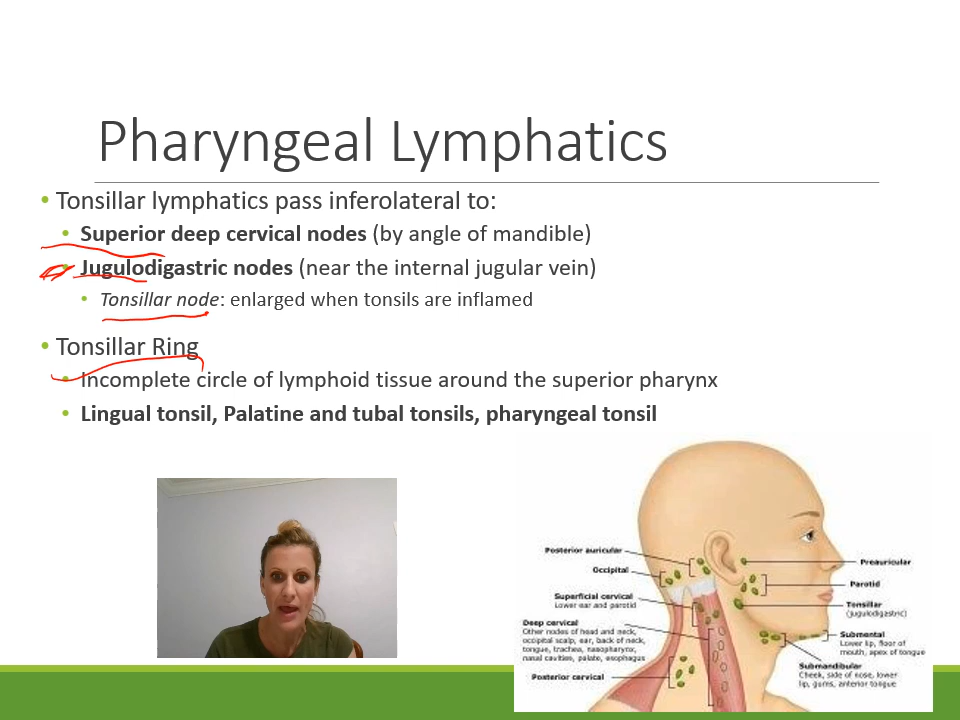 Pharyngeal Lymphatics
• Tonsillar lymphatics pass inferolateral to:
• Superior deep cervical nodes (by angle of mandible)
• Jugulodigastric nodes (near the internal jugular vein)
• Tonsillar node: enlarged when tonsils are inflamed
• Tonsillar Ring
• Incomplete circle of lymphoid tissue around the superior pharynx
• Lingual tonsil, Palatine and tubal tonsils, pharyngeal tonsil
Posterior auricular
Occipital
Superficial cervical
Lower ear and parotid
Deep cervical
Other nodes of head and neck,
occipital scalp, ear, back of neck,
tongue, trachea, nasopharynx,
nasal cavities, palate, esophagus
Posterior cervical
Preauricular
Parotid
Tonsillar
(jugulodigastric)
Submental
Lower lip, floor of
mouth, apex of tongue
Submandibular
Cheek, side of nose, lower
lip, gums, anterior tongue